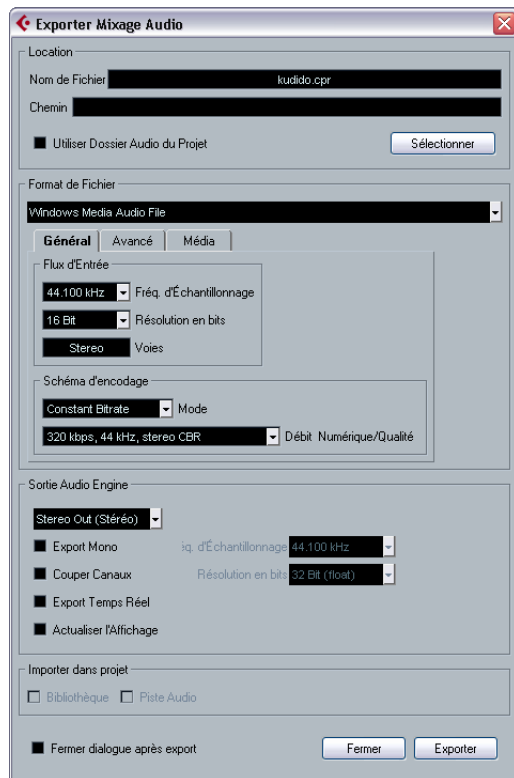 Exporter Mixage Audio
Location
Nom de Fichier kudido.cpr
Chemin
Utiliser Dossier Audio du Projet Sélectionner
Format de Fichier
Windows Media Audio File
Général Avancé Média
Flux d'Entrée
44.100 kHz Fréq. d'Échantillonnage
16 Bit Résolution en bits
Stereo Voies
Schéma d'encodage
Constant Bitrate Mode
320 kbps, 44 kHz, stereo CBR Débit Numérique/Qualité
Sortie Audio Engine
Stereo Out (Stéréo)
Export Mono iq. d'Échantillonnage 44.100 kHz
Couper Canaux Résolution en bits 32 Bit (float)
Export Temps Réel
Actualiser l'Affichage
Importer dans projet
Bibliothèque Piste Audio
Fermer dialogue après export Fermer Exporter